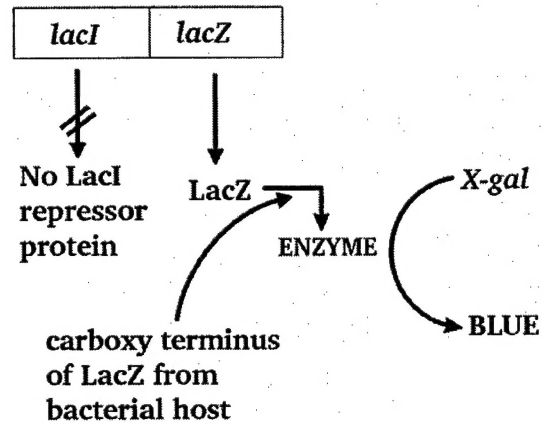 lacI lacZ
No LacI
repressor
protein
LacZ
X-gal
ENZYME
BLUE
carboxy terminus
of LacZ from
bacterial host